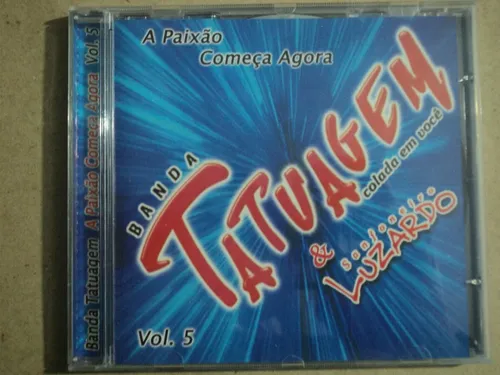 Banda Tatuagem A Paixão Começa Agora Vol. 5
A Paixão
Começa Agora
BANDA
TATUAGEM
colada em você
&
LUZARDO
Vol. 5